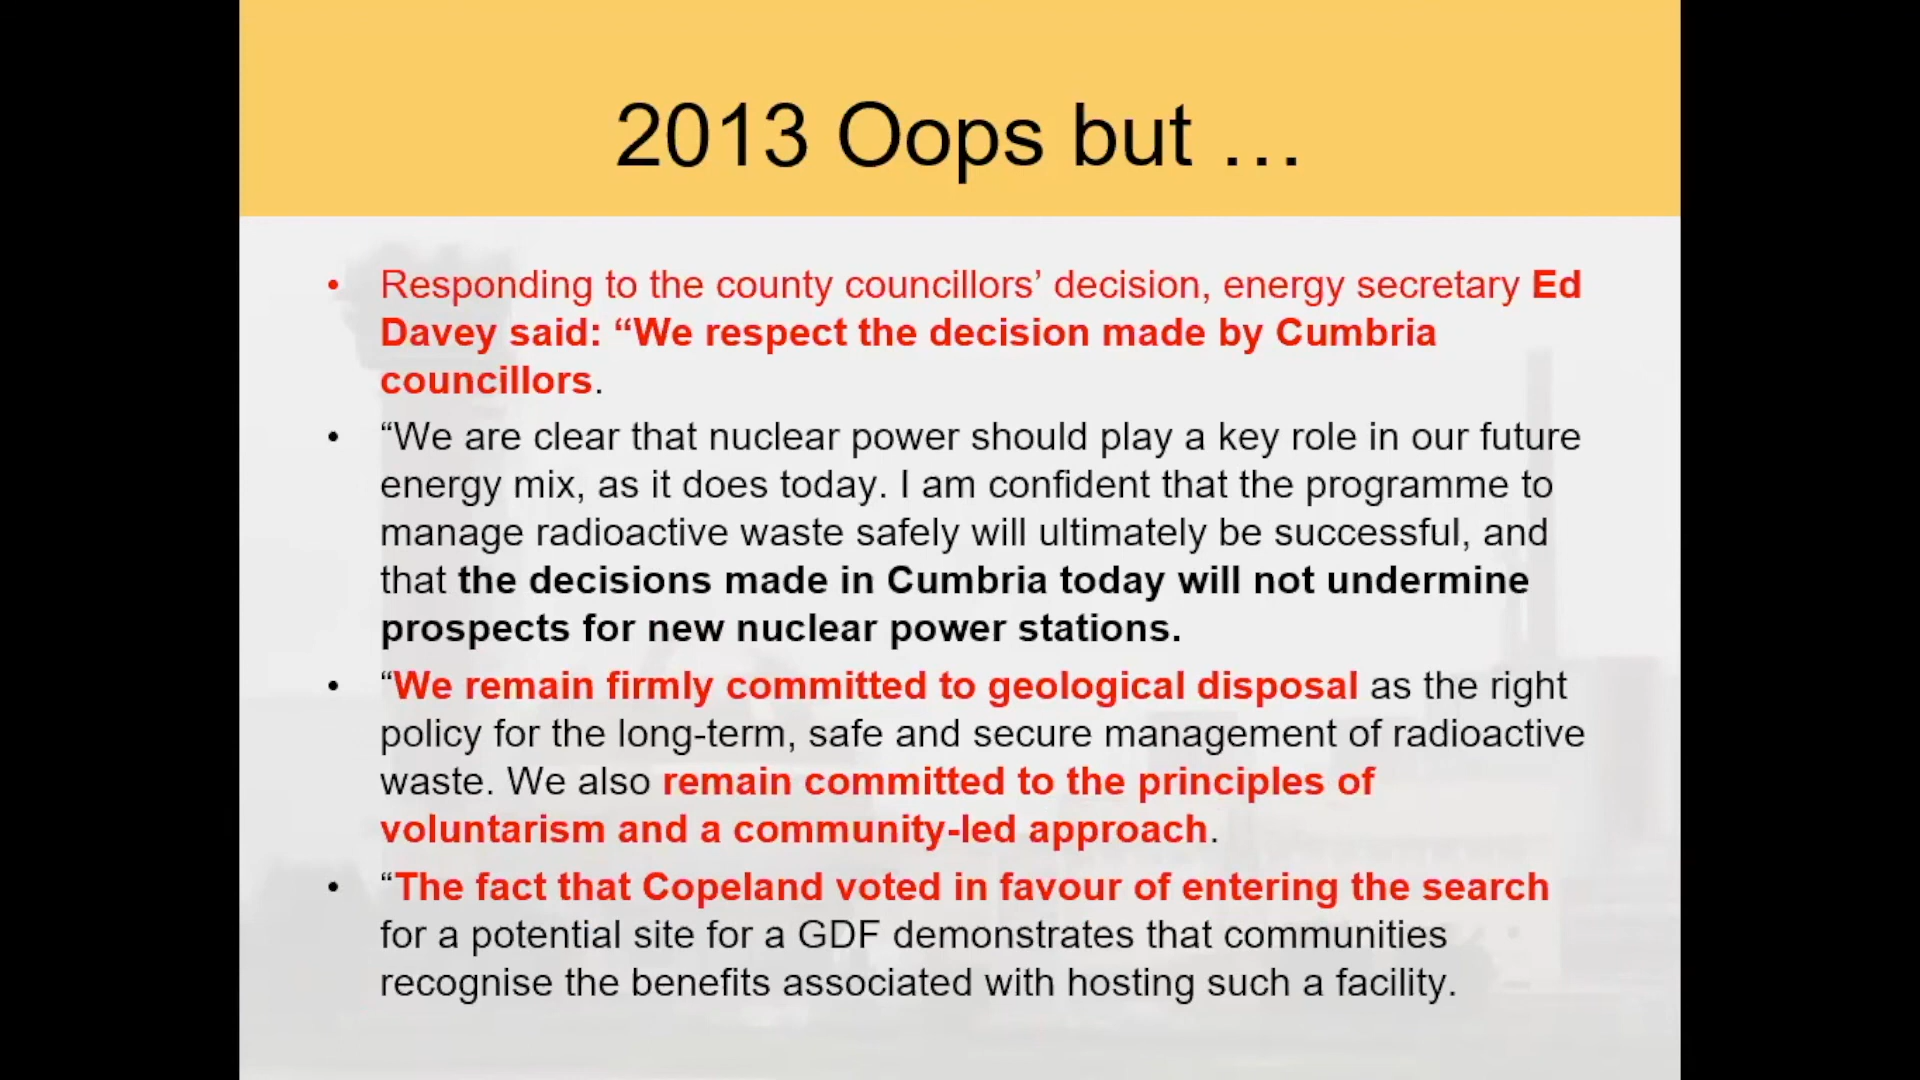 2013 Oops but …
• Responding to the county councillors’ decision, energy secretary Ed
Davey said: “We respect the decision made by Cumbria
councillors.
• “We are clear that nuclear power should play a key role in our future
energy mix, as it does today. I am confident that the programme to
manage radioactive waste safely will ultimately be successful, and
that the decisions made in Cumbria today will not undermine
prospects for new nuclear power stations.
• “We remain firmly committed to geological disposal as the right
policy for the long-term, safe and secure management of radioactive
waste. We also remain committed to the principles of
voluntarism and a community-led approach.
• “The fact that Copeland voted in favour of entering the search
for a potential site for a GDF demonstrates that communities
recognise the benefits associated with hosting such a facility.